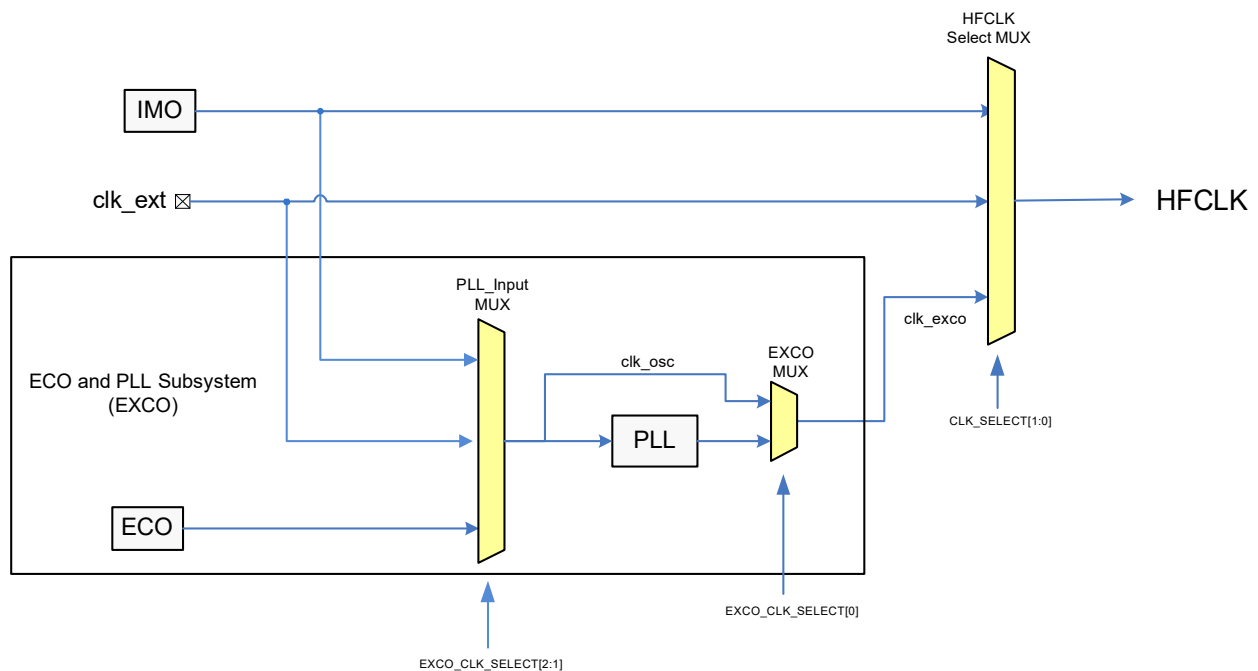 HFCLK
Select MUX
IMO
clk_ext
HFCLK
PLL_Input
MUX
clk_exco
EXCO
MUX
clk_osc
ECO and PLL Subsystem
(EXCO)
CLK_SELECT[1:0]
PLL
ECO
EXCO_CLK_SELECT[0]
EXCO_CLK_SELECT[2:1]